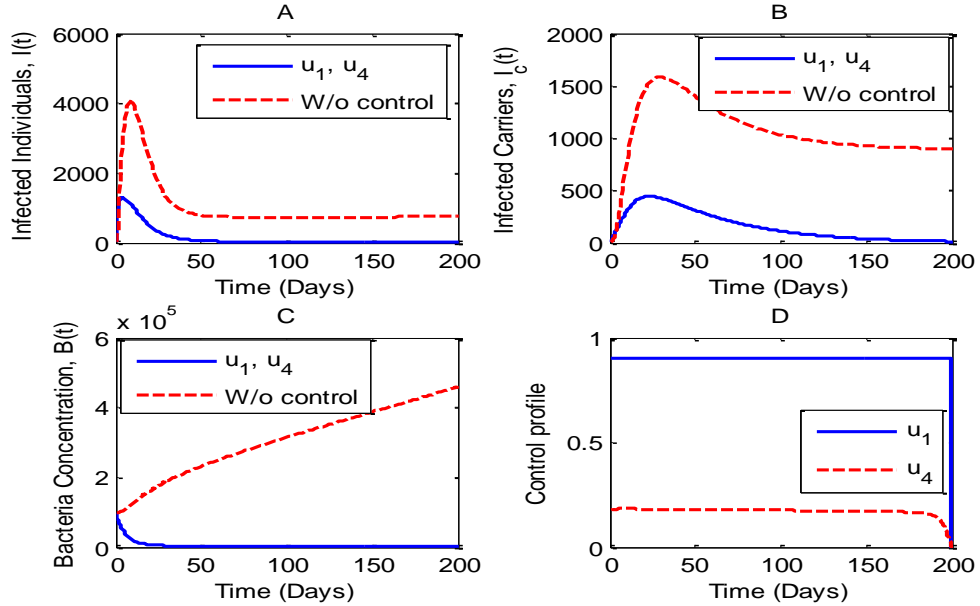 A
Infected Individuals, I(t)
6000
4000
2000
0
u1, u4
W/o control
0
50
100
150
200
Time (Days)
B
Infected Carriers, Ic(t)
2000
1500
1000
500
0
u1, u4
W/o control
0
50
100
150
200
Time (Days)
C
x 10^5
Bacteria Concentration, B(t)
6
4
2
0
u1, u4
W/o control
0
50
100
150
200
Time (Days)
D
Control profile
1
0.5
0
u1
u4
0
50
100
150
200
Time (Days)